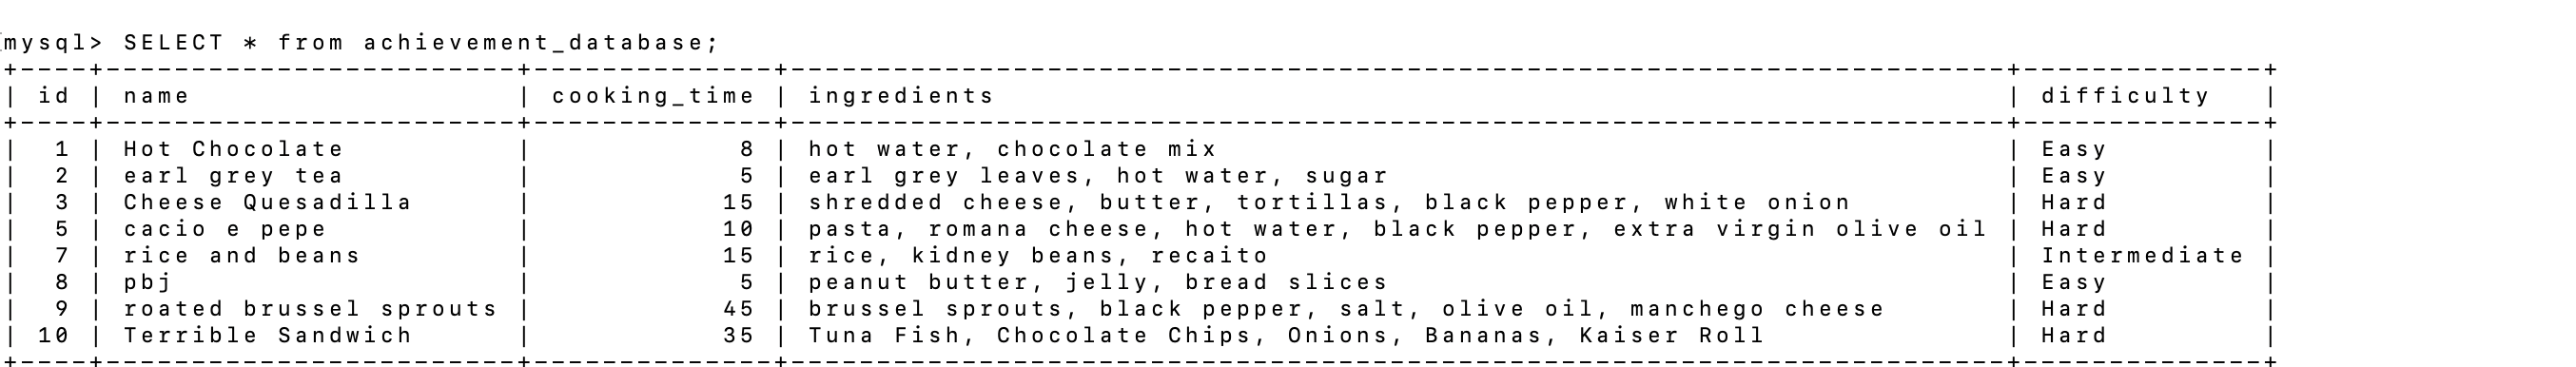 mysql> SELECT * from achievement_database;
+----+------------------------+--------------+-----------------------------------------------------------------------+--------------+
| id | name                   | cooking_time | ingredients                                                           | difficulty   |
+----+------------------------+--------------+-----------------------------------------------------------------------+--------------+
|  1 | Hot Chocolate          |            8 | hot water, chocolate mix                                              | Easy         |
|  2 | earl grey tea          |            5 | earl grey leaves, hot water, sugar                                    | Easy         |
|  3 | Cheese Quesadilla      |           15 | shredded cheese, butter, tortillas, black pepper, white onion         | Hard         |
|  5 | cacio e pepe           |           10 | pasta, romana cheese, hot water, black pepper, extra virgin olive oil | Hard         |
|  7 | rice and beans         |           15 | rice, kidney beans, recaito                                           | Intermediate |
|  8 | pbj                    |            5 | peanut butter, jelly, bread slices                                    | Easy         |
|  9 | roated brussel sprouts |           45 | brussel sprouts, black pepper, salt, olive oil, manchego cheese       | Hard         |
| 10 | Terrible Sandwich      |           35 | Tuna Fish, Chocolate Chips, Onions, Bananas, Kaiser Roll              | Hard         |
+----+------------------------+--------------+-----------------------------------------------------------------------+--------------+